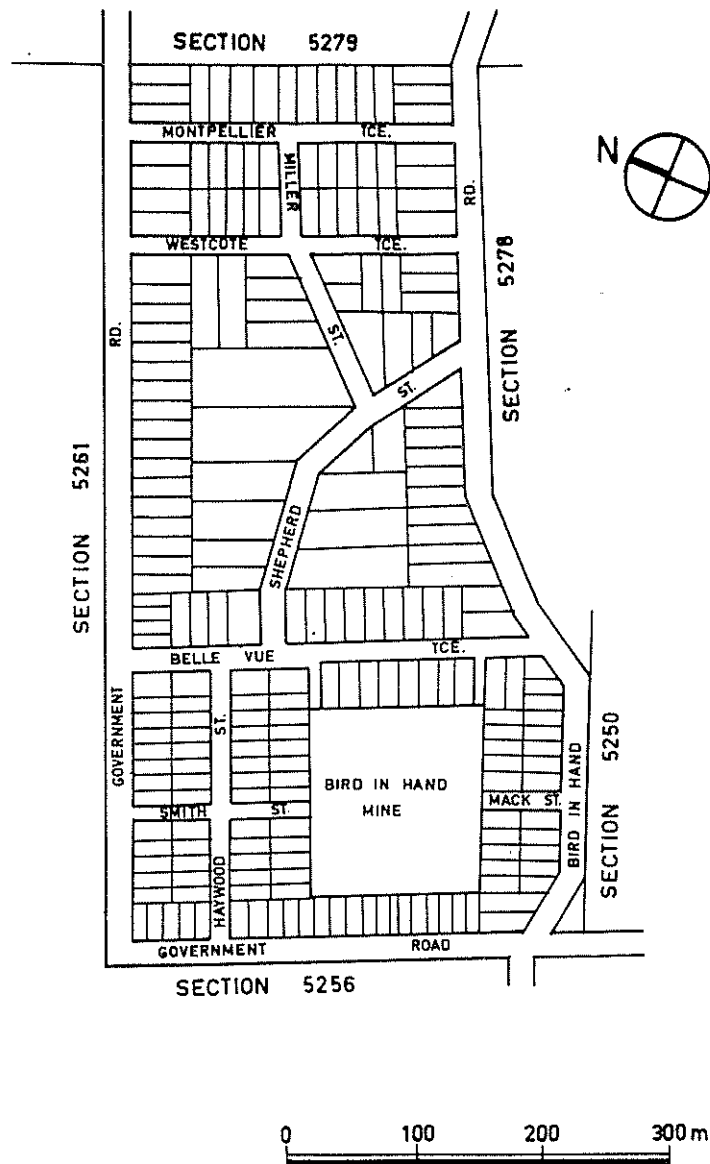 SECTION 5279
MONTPELLIER TCE.
MILLER
N
RD.
WESTCOTE TCE.
SECTION 5278
RD.
ST.
ST.
SECTION 5261
SHEPHERD
BELLE VUE TCE.
GOVERNMENT
ST.
BIRD IN HAND
MINE
SMITH ST.
MACK ST.
BIRD IN HAND
SECTION 5250
HAYWOOD
GOVERNMENT ROAD
SECTION 5256
0 100 200 300 m